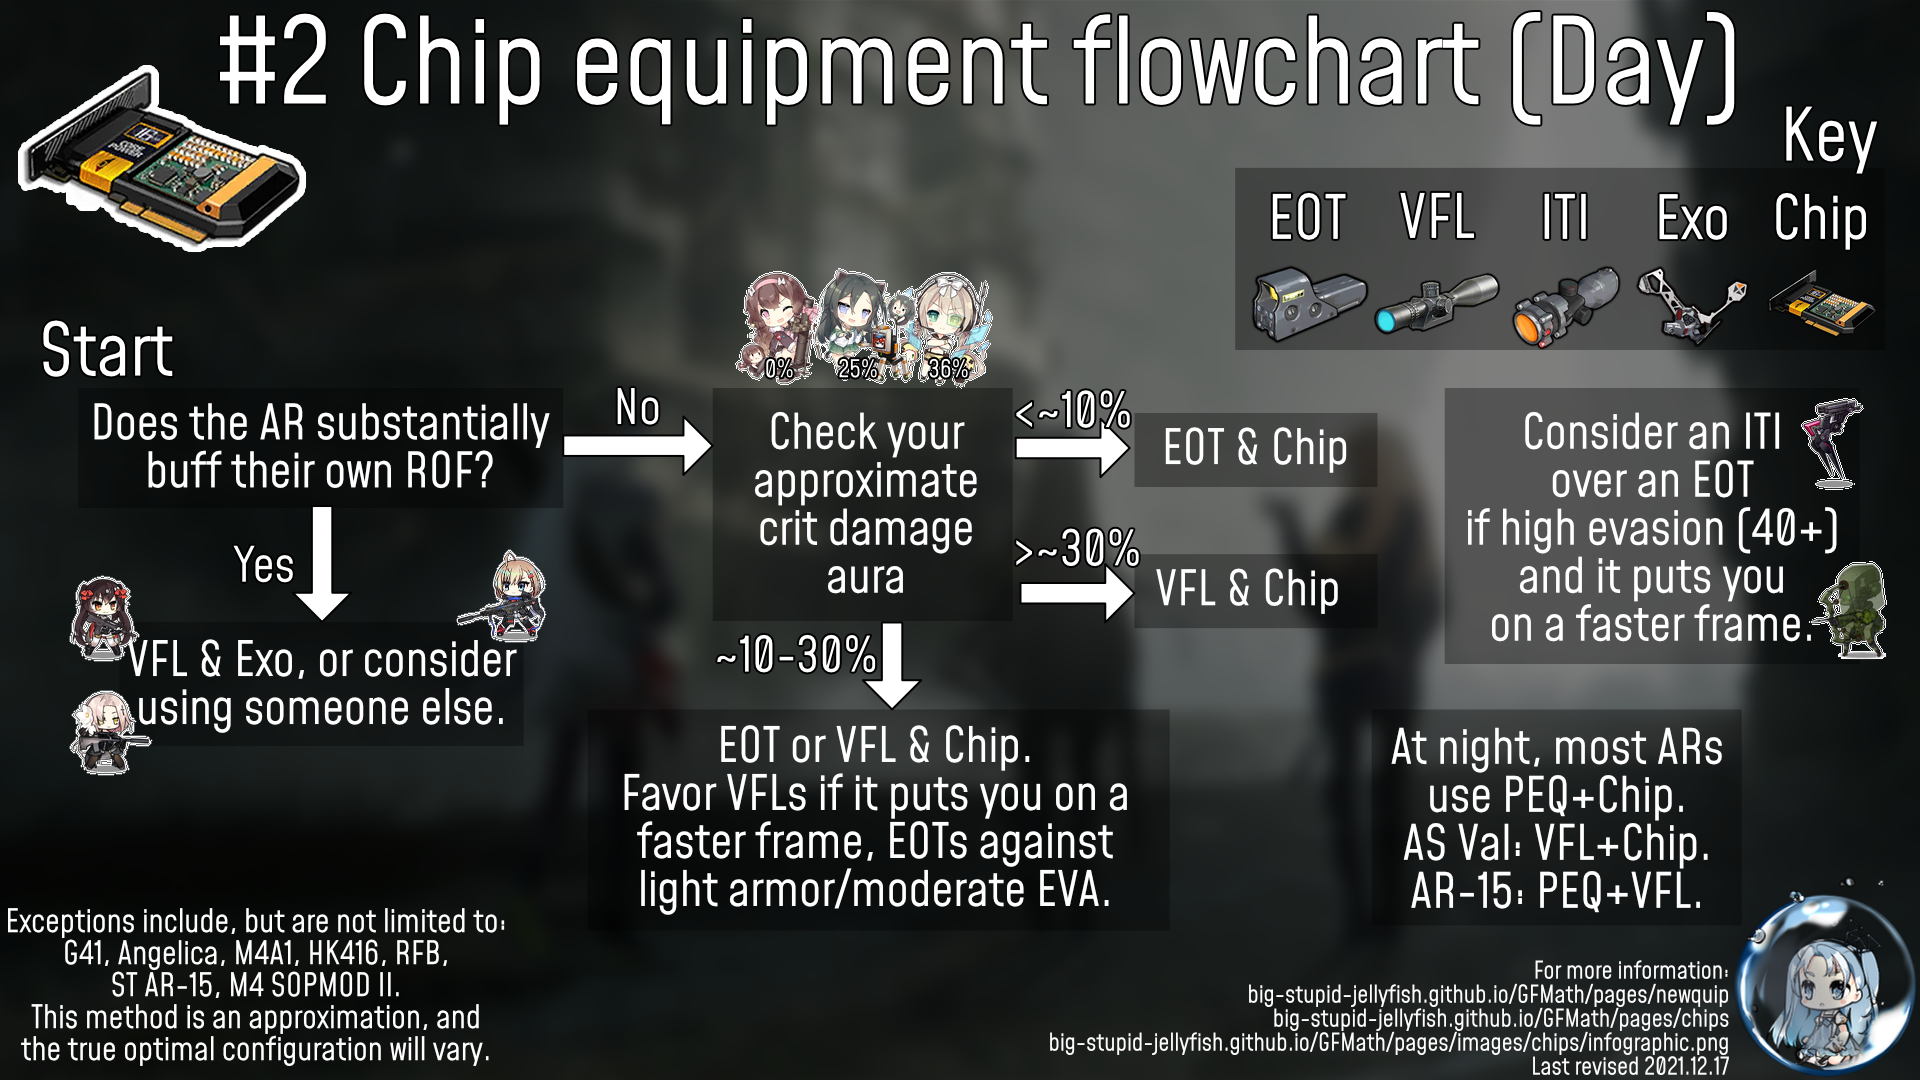 #2 Chip equipment flowchart (Day)
Key
EOT VFL ITI Exo Chip
16
CORE
POWER
Start
Does the AR substantially
buff their own ROF?
No
Yes
VFL & Exo, or consider
using someone else.
0% 25% 36%
Check your
approximate
crit damage
aura
<~10%
EOT & Chip
>~30%
VFL & Chip
~10-30%
EOT or VFL & Chip.
Favor VFLs if it puts you on a
faster frame, EOTs against
light armor/moderate EVA.
Consider an ITI
over an EOT
if high evasion (40+)
and it puts you
on a faster frame.
At night, most ARs
use PEQ+Chip.
AS Val: VFL+Chip.
AR-15: PEQ+VFL.
Exceptions include, but are not limited to:
G41, Angelica, M4A1, HK416, RFB,
ST AR-15, M4 SOPMOD II.
This method is an approximation, and
the true optimal configuration will vary.
For more information:
big-stupid-jellyfish.github.io/GFMath/pages/newquip
big-stupid-jellyfish.github.io/GFMath/pages/chips
big-stupid-jellyfish.github.io/GFMath/pages/images/chips/infographic.png
Last revised 2021.12.17